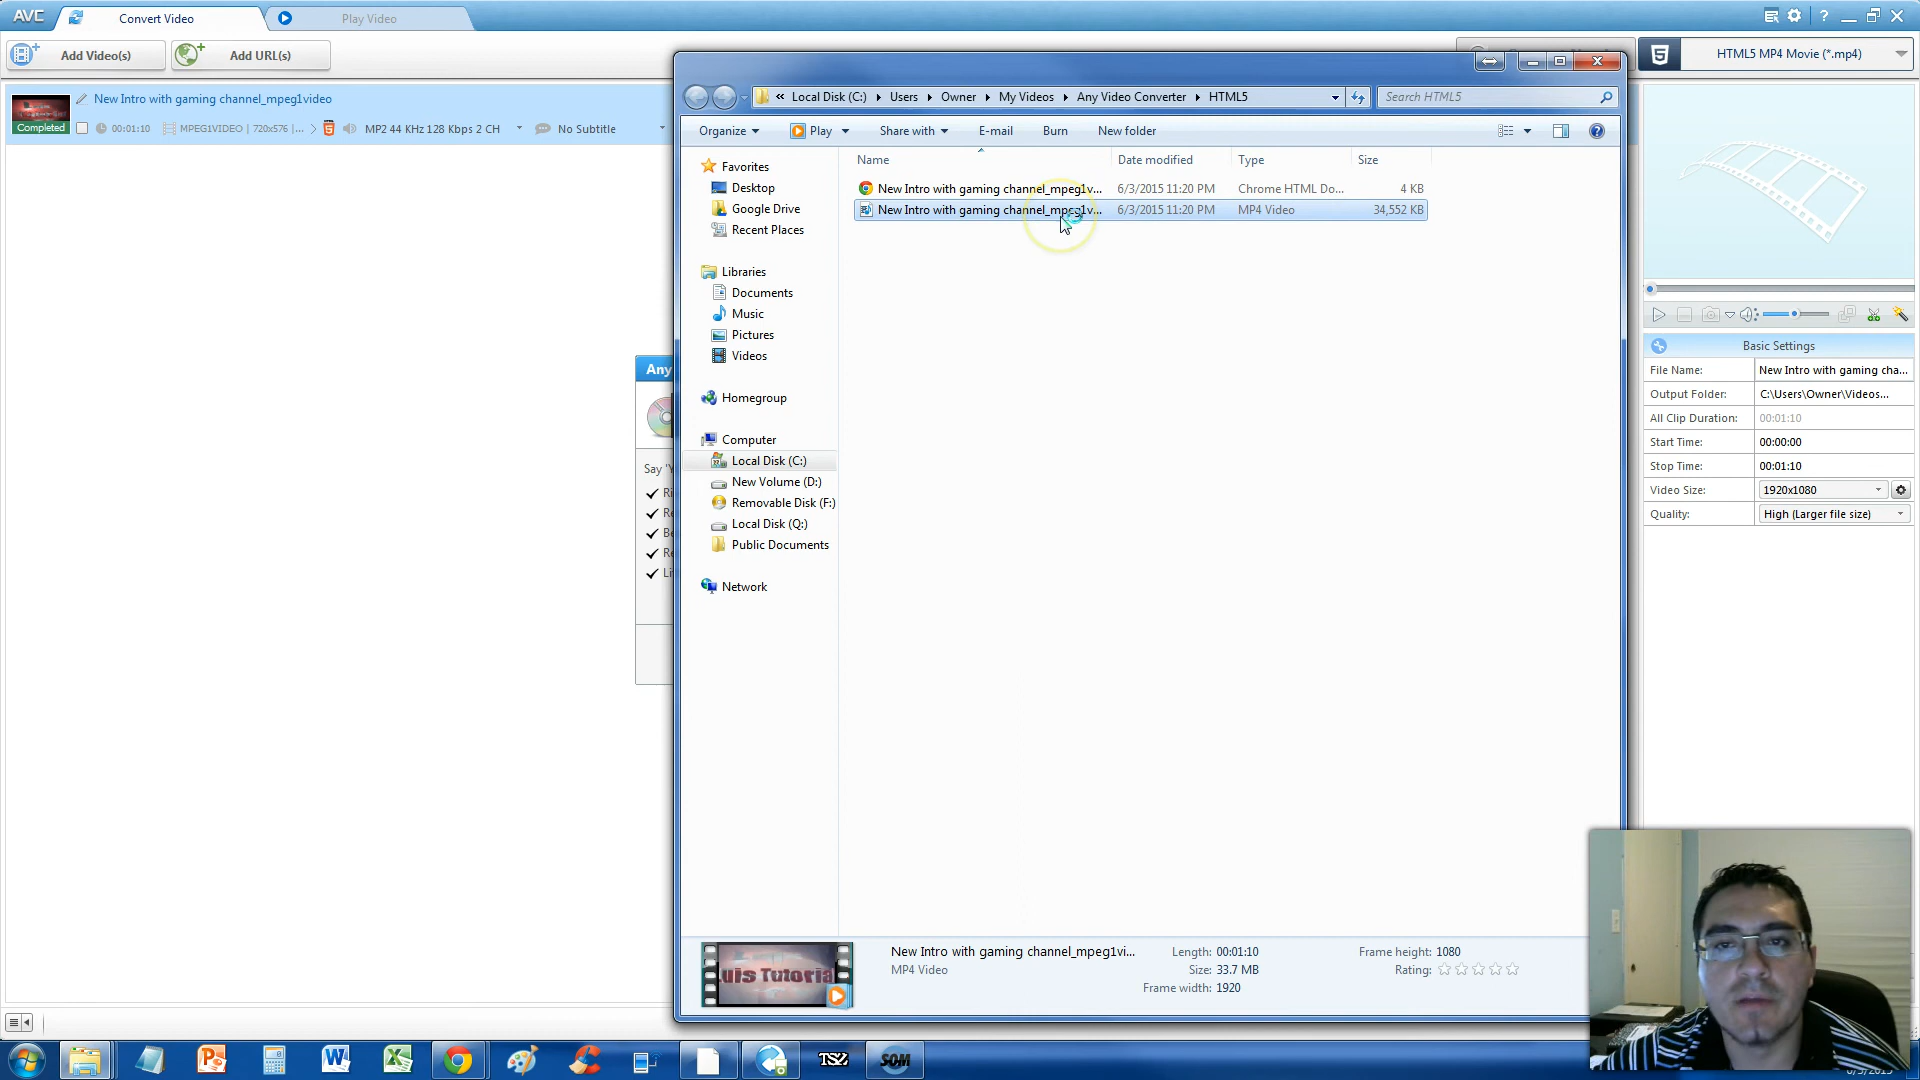 AVC
Convert Video
Play Video
Add Video(s)
Add URL(s)
HTML5 MP4 Movie (*.mp4)
New Intro with gaming channel_mpeg1video
Completed
00:01:10
MPEG1VIDEO | 720x576 |...
MP2 44 KHz 128 Kbps 2 CH
No Subtitle
« Local Disk (C:) Users Owner My Videos Any Video Converter HTML5
Search HTML5
Organize
Play
Share with
E-mail
Burn
New folder
Name
Date modified
Type
Size
New Intro with gaming channel_mpeg1v...
6/3/2015 11:20 PM
Chrome HTML Do...
4 KB
New Intro with gaming channel_mpeg1v...
6/3/2015 11:20 PM
MP4 Video
34,552 KB
Favorites
Desktop
Google Drive
Recent Places
Libraries
Documents
Music
Pictures
Videos
Homegroup
Computer
Local Disk (C:)
New Volume (D:)
Removable Disk (F:)
Local Disk (Q:)
Public Documents
Network
Any
Say 'Y
Basic Settings
File Name: New Intro with gaming cha...
Output Folder: C:\Users\Owner\Videos...
All Clip Duration: 00:01:10
Start Time: 00:00:00
Stop Time: 00:01:10
Video Size: 1920x1080
Quality: High (Larger file size)
uis Tutoria
New Intro with gaming channel_mpeg1vi...
MP4 Video
Length: 00:01:10
Size: 33.7 MB
Frame width: 1920
Frame height: 1080
Rating:
TSZ
SOM